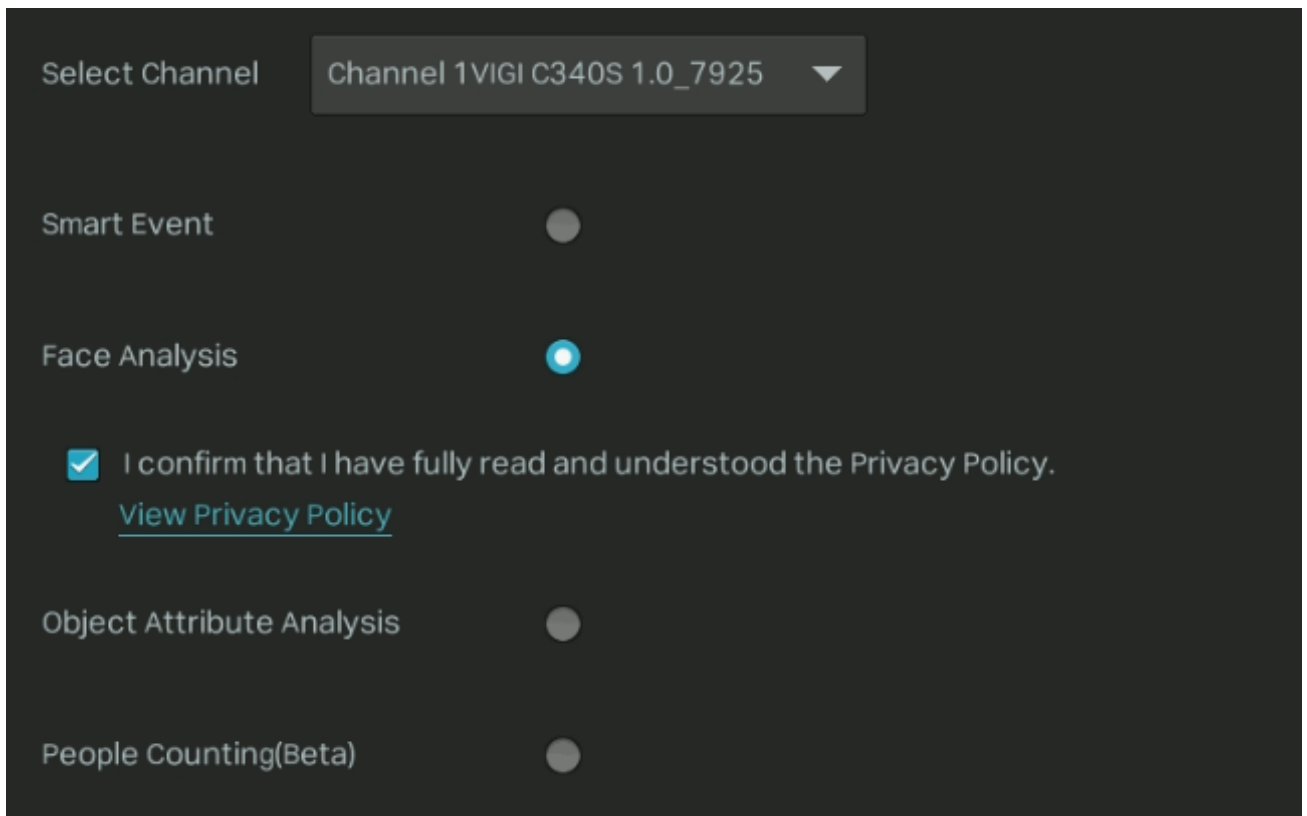 Select Channel Channel 1VIGI C340S 1.0_7925
Smart Event
Face Analysis
I confirm that I have fully read and understood the Privacy Policy.
View Privacy Policy
Object Attribute Analysis
People Counting(Beta)